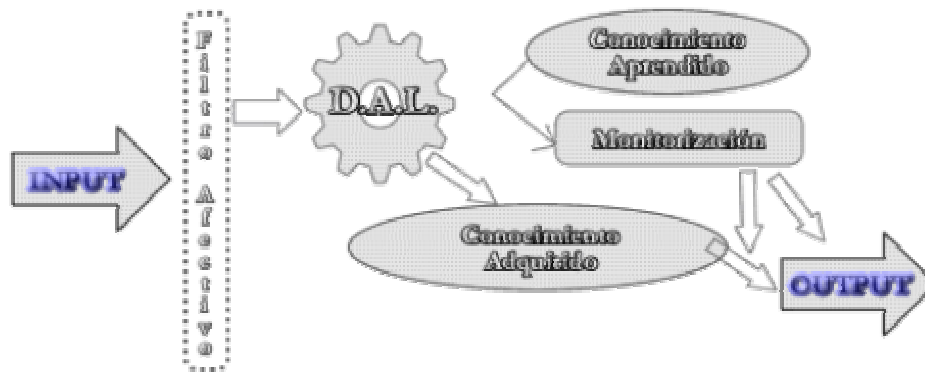 INPUT
Filtro Afectivo
D.A.L.
Conocimiento
Aprendido
Monitorización
Conocimiento
Adquirido
OUTPUT